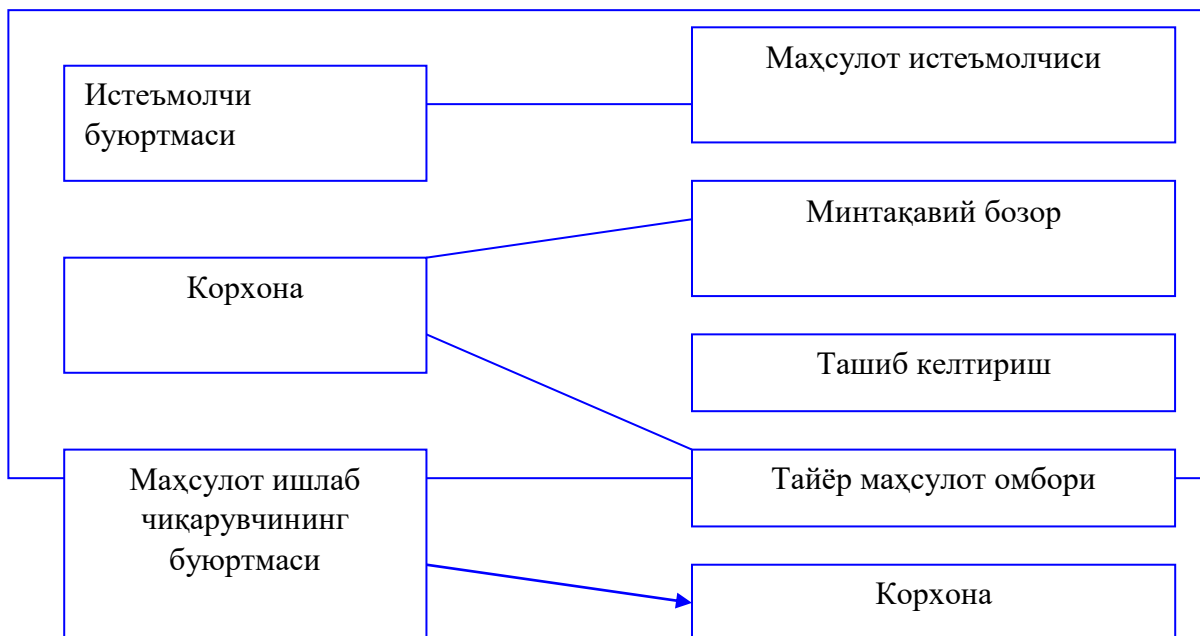 Маҳсулот истеъмолчиси
Истеъмолчи
буюртмаси
Минтақавий бозор
Корхона
Ташиб келтириш
Маҳсулот ишлаб
чиқарувчининг
буюртмаси
Тайёр маҳсулот омбори
Корхона